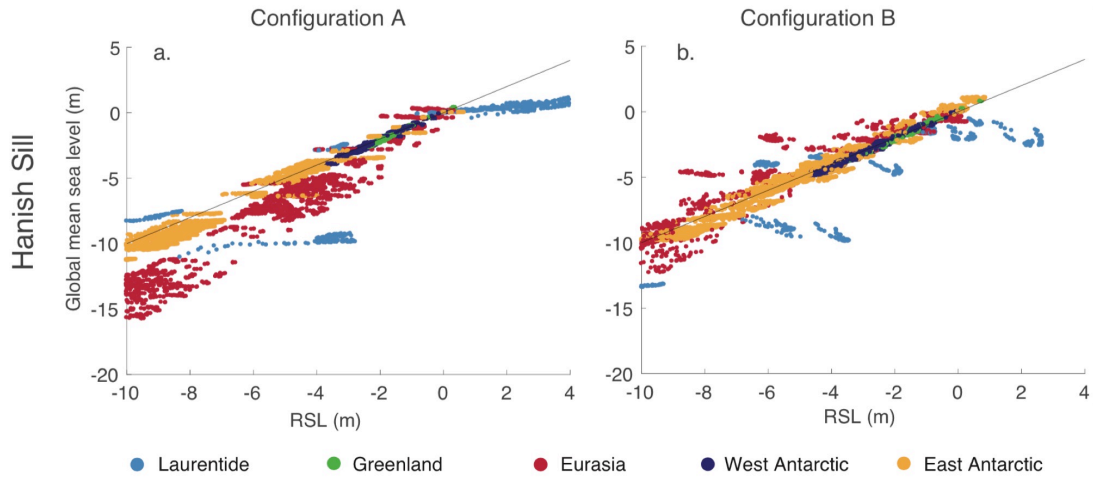 Configuration A
Configuration B
Hanish Sill
a.
Global mean sea level (m)
5
0
-5
-10
-15
-20
-10 -8 -6 -4 -2 0 2 4
RSL (m)
b.
5
0
-5
-10
-15
-20
-10 -8 -6 -4 -2 0 2 4
RSL (m)
Laurentide Greenland Eurasia West Antarctic East Antarctic